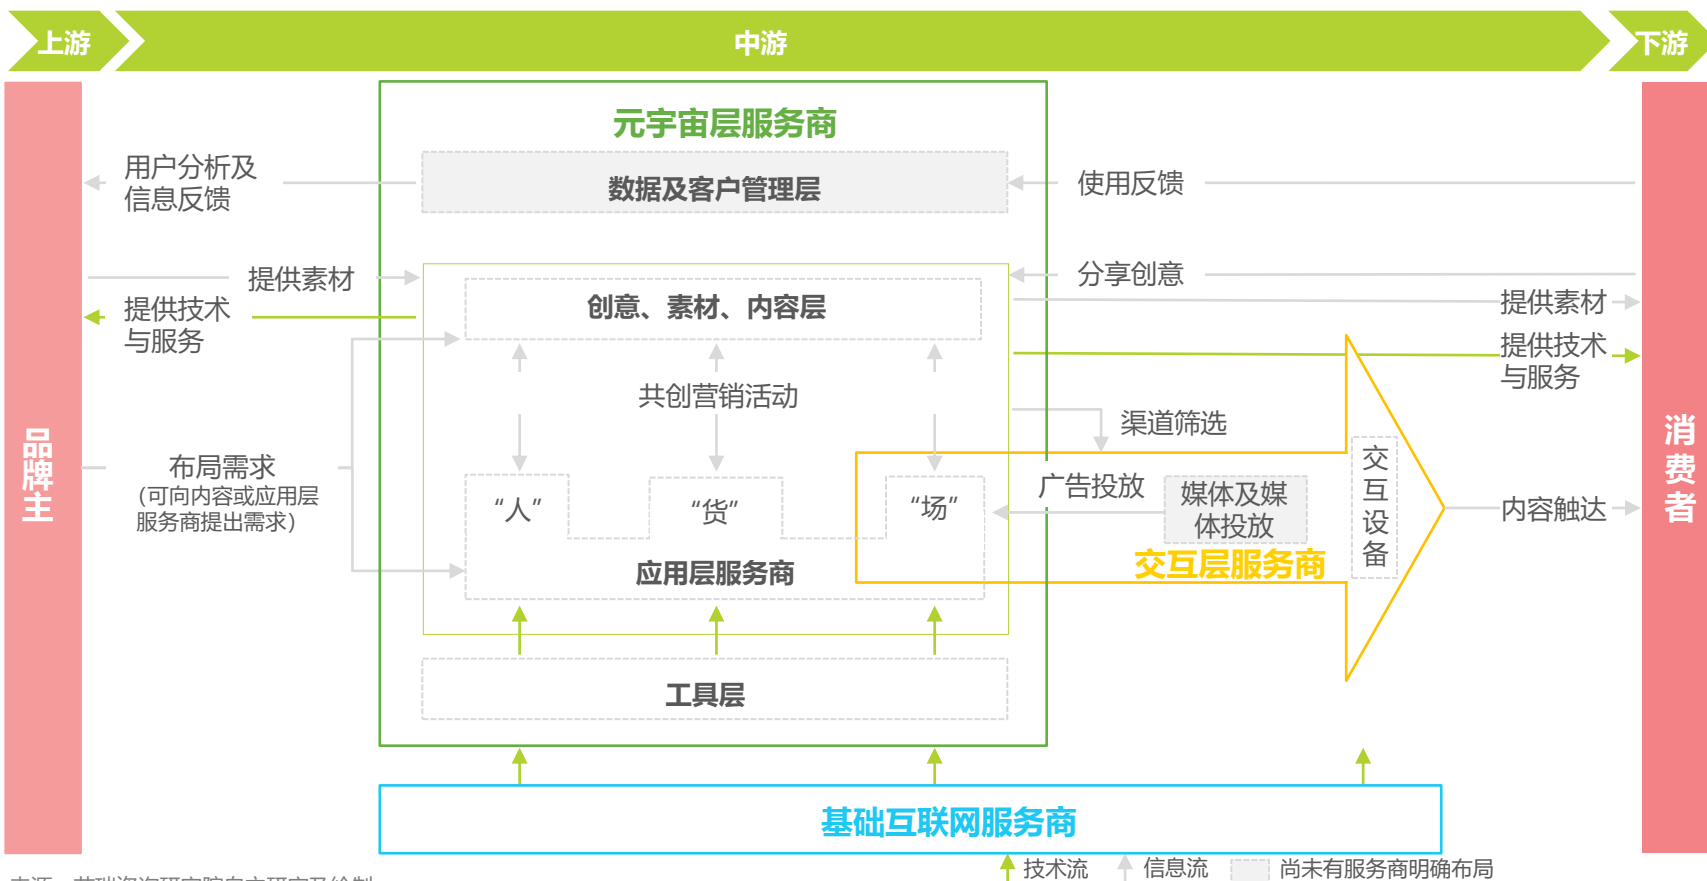 上游
中游
下游
元宇宙层服务商
用户分析及
信息反馈
数据及客户管理层
使用反馈
提供素材
提供技术
与服务
创意、素材、内容层
分享创意
提供素材
提供技术
与服务
共创营销活动
渠道筛选
品牌主
布局需求
(可向内容或应用层
服务商提出需求)
“人”
“货”
“场”
广告投放
媒体及媒
体投放
交互设备
内容触达
消费者
应用层服务商
交互层服务商
工具层
基础互联网服务商
技术流
信息流
尚未有服务商明确布局